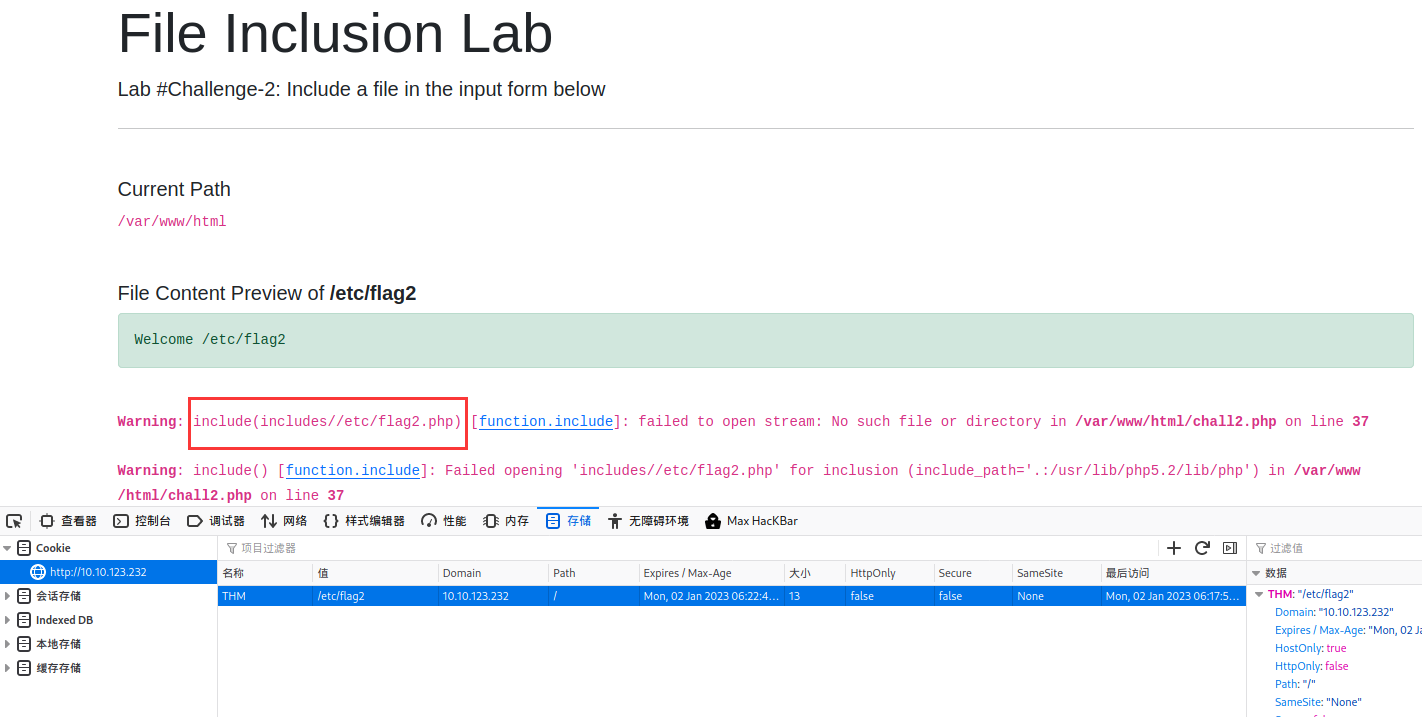 File Inclusion Lab
Lab #Challenge-2: Include a file in the input form below
Current Path
/var/www/html
File Content Preview of /etc/flag2
Welcome /etc/flag2
Warning: include(includes//etc/flag2.php) [function.include]: failed to open stream: No such file or directory in /var/www/html/chall2.php on line 37
Warning: include() [function.include]: Failed opening 'includes//etc/flag2.php' for inclusion (include_path='.:/usr/lib/php5.2/lib/php') in /var/www
/html/chall2.php on line 37
查看器 控制台 调试器 网络 样式编辑器 性能 内存 存储 无障碍环境 Max HacKBar
Cookie 项目过滤器 过滤值
http://10.10.123.232 名称 值 Domain Path Expires / Max-Age 大小 HttpOnly Secure SameSite 最后访问 数据
会话存储 THM /etc/flag2 10.10.123.232 / Mon, 02 Jan 2023 06:22:4... 13 false false None Mon, 02 Jan 2023 06:17:5... THM: "/etc/flag2"
Domain: "10.10.123.232"
Indexed DB Expires / Max-Age: "Mon, 02
本地存储 HostOnly: true
缓存存储 HttpOnly: false
Path: "/"
SameSite: "None"